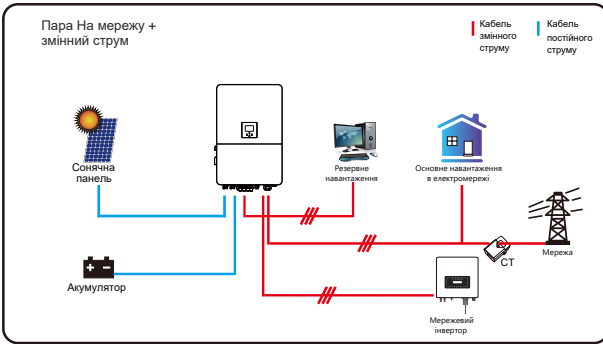 Пара На мережу +
змінний струм
Кабель
змінного
струму
Кабель
постійного
струму
Сонячна
панель
Резервне
навантаження
Основне навантаження
в електромережі
CT
Мережа
Акумулятор
Мережевий
інвертор